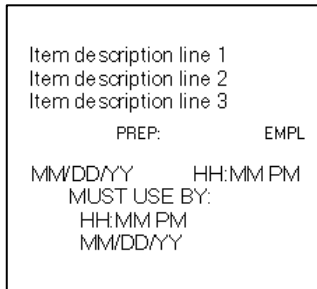 Item description line 1
Item description line 2
Item description line 3
PREP: EMPL
MM/DD/YY HH:MM PM
MUST USE BY:
HH:MM PM
MM/DD/YY